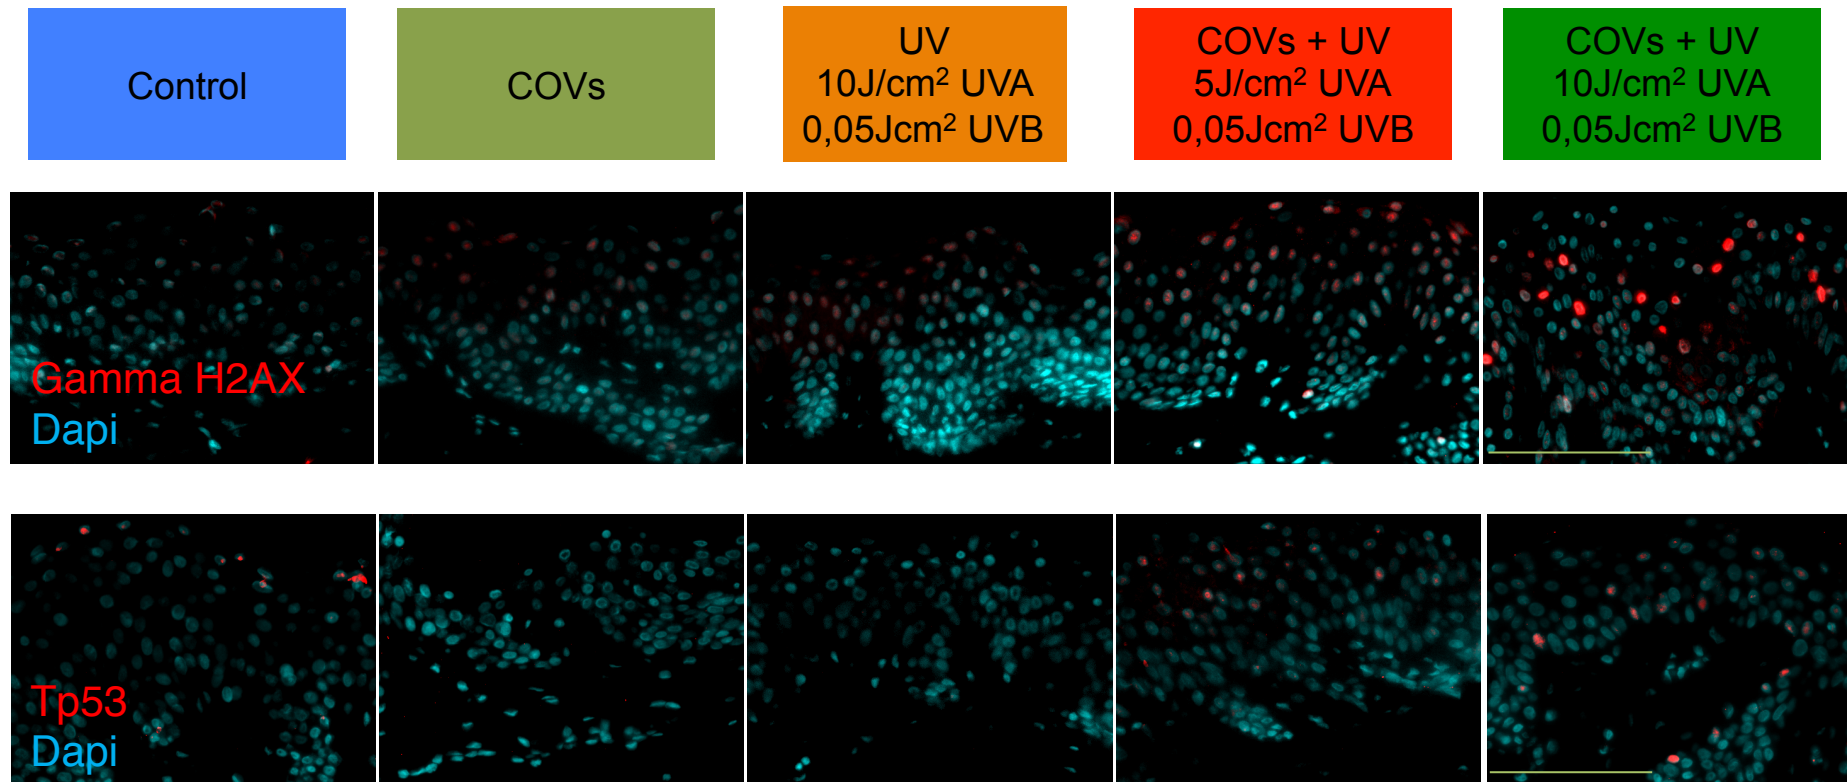 Control
COVs
UV
10J/cm² UVA
0,05Jcm² UVB
COVs + UV
5J/cm² UVA
0,05Jcm² UVB
COVs + UV
10J/cm² UVA
0,05Jcm² UVB
Gamma H2AX
Dapi
Tp53
Dapi